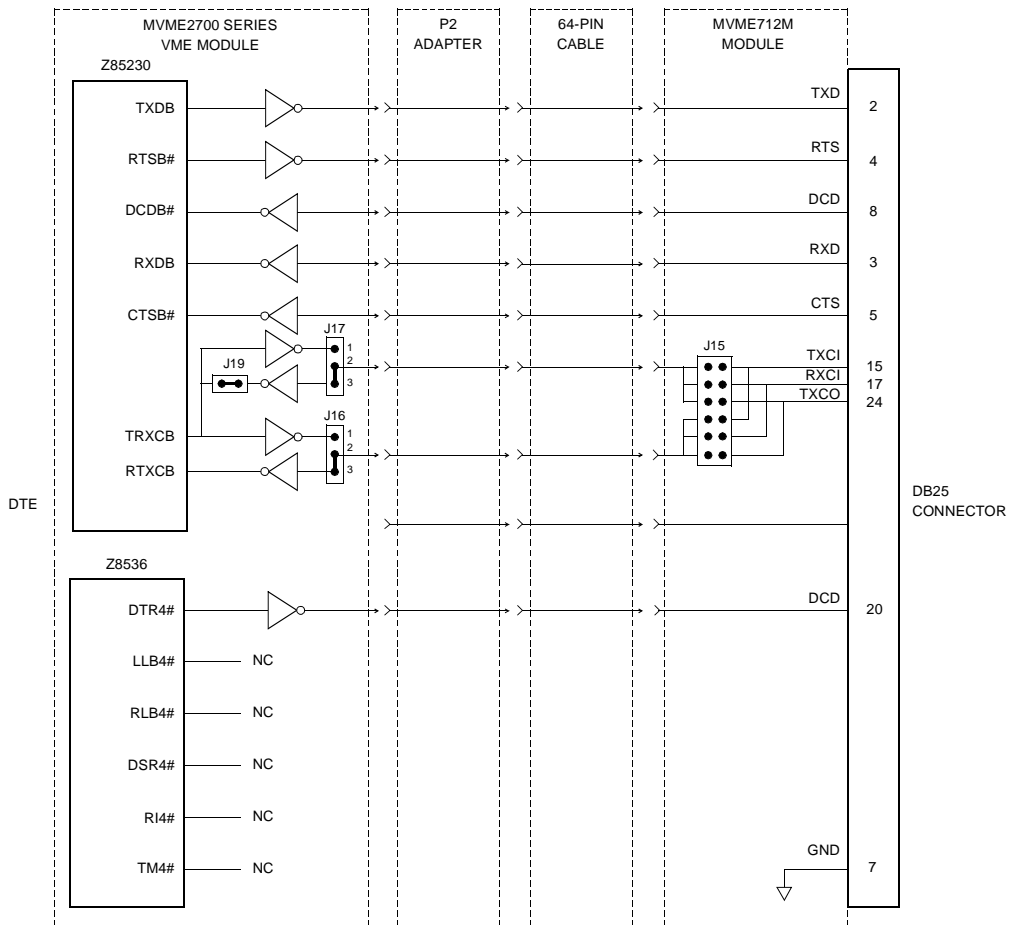 MVME2700 SERIES
VME MODULE
P2
ADAPTER
64-PIN
CABLE
MVME712M
MODULE
Z85230
TXDB
TXD
2
RTSB#
RTS
4
DCDB#
DCD
8
RXDB
RXD
3
CTSB#
CTS
5
J17
1
2
3
J19
J15
TXCI
15
RXCI
17
TXCO
24
J16
1
2
3
TRXCB
RTXCB
DTE
DB25
CONNECTOR
Z8536
DTR4#
DCD
20
LLB4#
NC
RLB4#
NC
DSR4#
NC
RI4#
NC
TM4#
NC
GND
7